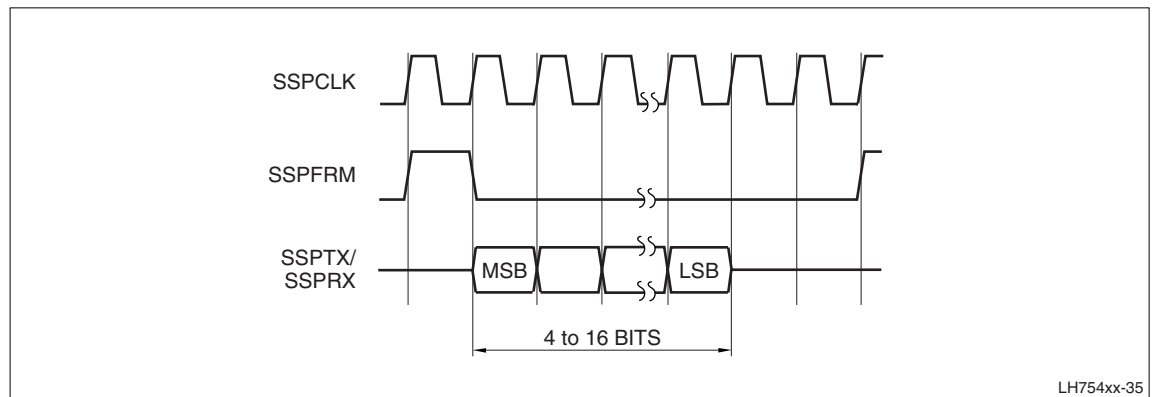 SSPCLK
SSPFRM
SSPTX/
SSPRX
MSB
LSB
4 to 16 BITS
LH754xx-35